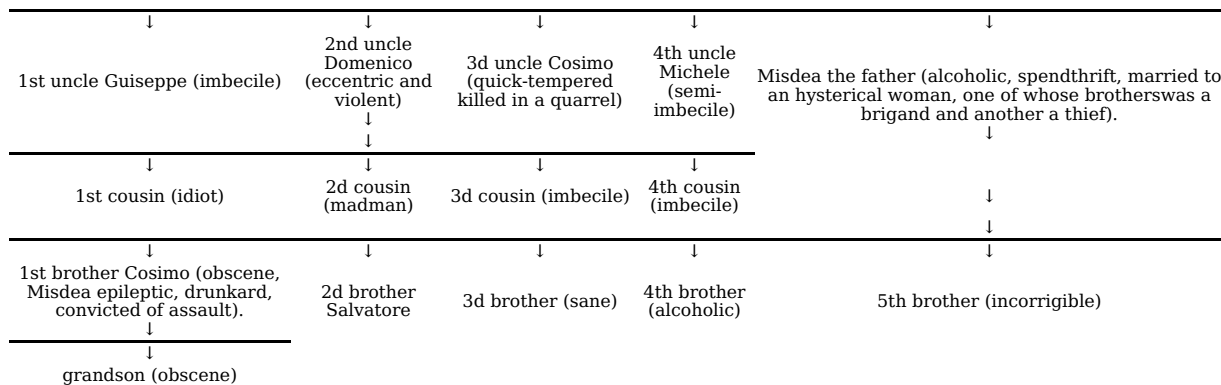 ↓ ↓ ↓ ↓ ↓
1st uncle Guiseppe (imbecile)
2nd uncle
Domenico
(eccentric and
violent)
↓
3d uncle Cosimo
(quick-tempered
killed in a quarrel)
4th uncle
Michele
(semi-
imbecile)
Misdea the father (alcoholic, spendthrift, married to
an hysterical woman, one of whose brotherswas a
brigand and another a thief).
↓
↓
↓ ↓ ↓ ↓
1st cousin (idiot)
2d cousin
(madman)
3d cousin (imbecile)
4th cousin
(imbecile)
↓
↓
↓ ↓ ↓ ↓ ↓
1st brother Cosimo (obscene,
Misdea epileptic, drunkard,
convicted of assault).
↓
2d brother
Salvatore
3d brother (sane)
4th brother
(alcoholic)
5th brother (incorrigible)
↓
grandson (obscene)